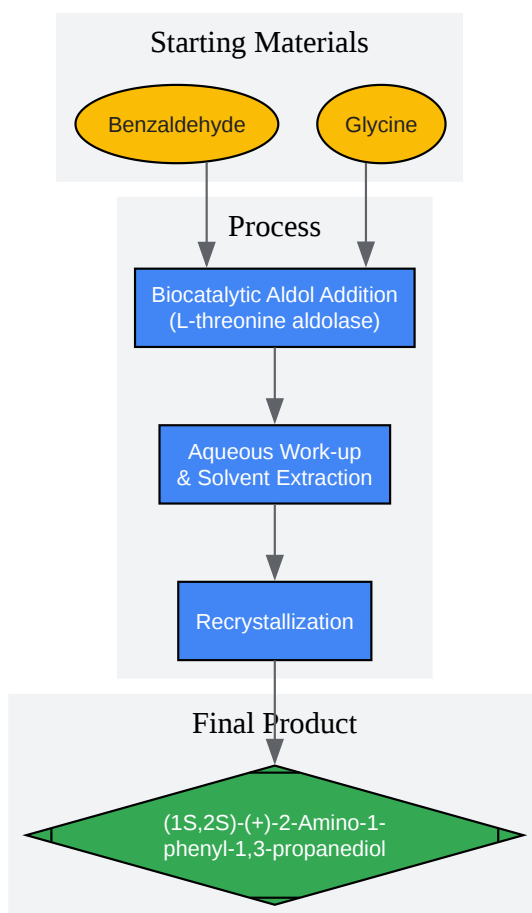 Starting Materials
Benzaldehyde
Glycine
Process
Biocatalytic Aldol Addition
(L-threonine aldolase)
Aqueous Work-up
& Solvent Extraction
Recrystallization
Final Product
(1S,2S)-(+)-2-Amino-1-
phenyl-1,3-propanediol